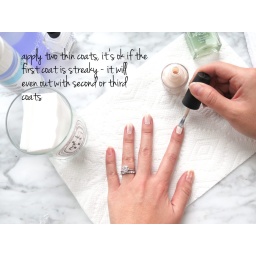 apply two thin coats, it's ok if the
first coat is streaky - it will
even out with second or third
coats